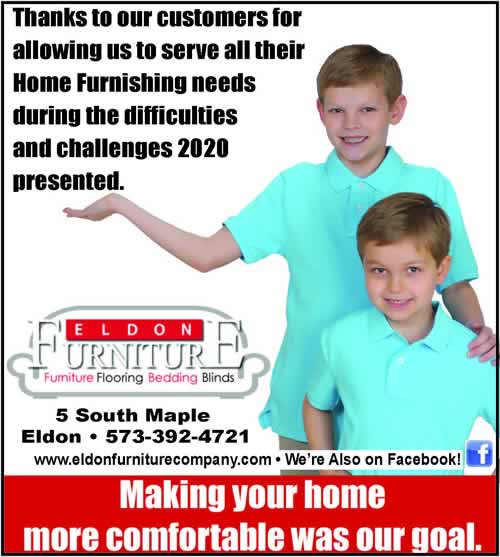 Thanks to our customers for
allowing us to serve all their
Home Furnishing needs
during the difficulties
and challenges 2020
presented.
ELDON
FURNITURE
Furniture Flooring Bedding Blinds
5 South Maple
Eldon • 573-392-4721
www.eldonfurniturecompany.com • We're Also on Facebook!
f
Making your home
more comfortable was our goal.